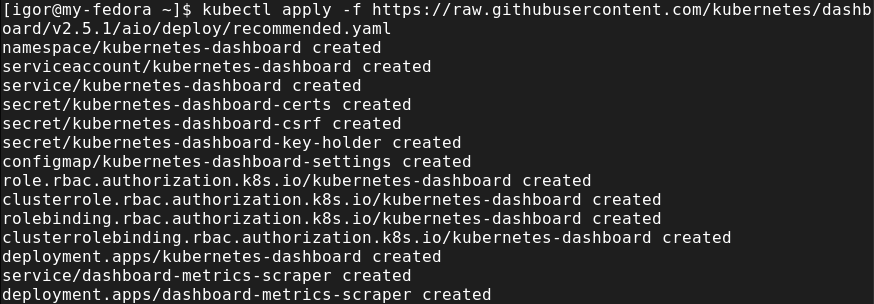 [igor@my-fedora ~]$ kubectl apply -f https://raw.githubusercontent.com/kubernetes/dashb
oard/v2.5.1/aio/deploy/recommended.yaml
namespace/kubernetes-dashboard created
serviceaccount/kubernetes-dashboard created
service/kubernetes-dashboard created
secret/kubernetes-dashboard-certs created
secret/kubernetes-dashboard-csrf created
secret/kubernetes-dashboard-key-holder created
configmap/kubernetes-dashboard-settings created
role.rbac.authorization.k8s.io/kubernetes-dashboard created
clusterrole.rbac.authorization.k8s.io/kubernetes-dashboard created
rolebinding.rbac.authorization.k8s.io/kubernetes-dashboard created
clusterrolebinding.rbac.authorization.k8s.io/kubernetes-dashboard created
deployment.apps/kubernetes-dashboard created
service/dashboard-metrics-scraper created
deployment.apps/dashboard-metrics-scraper created